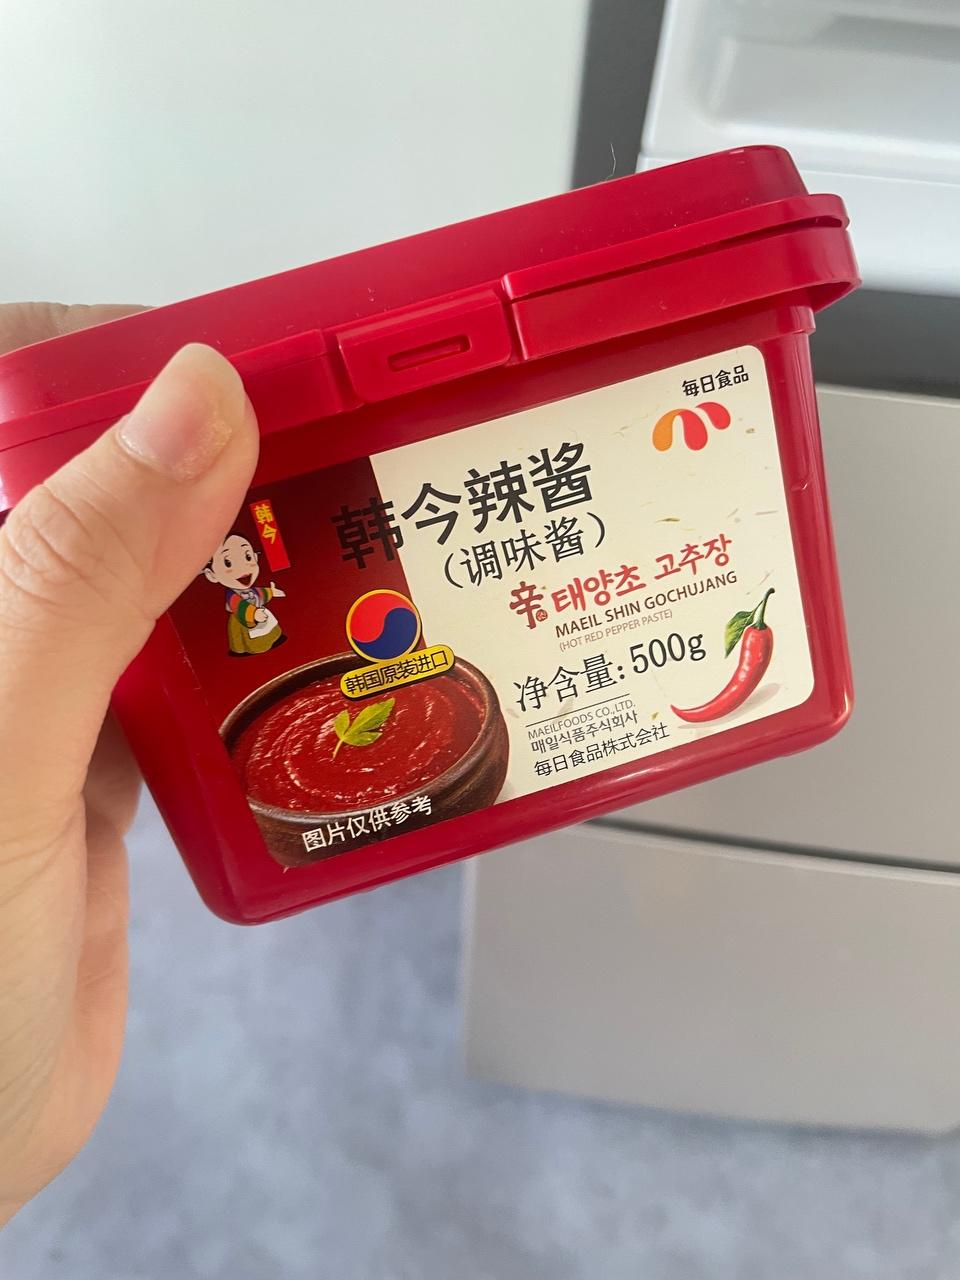 每日食品
韩今辣酱
(调味酱)
韩今
辛 태양초 고추장
MAEIL SHIN GOCHUJANG
(HOT RED PEPPER PASTE)
韩国原装进口
净含量:500g
MAEILFOODS CO.,LTD.
매일식품주식회사
每日食品株式会社
图片仅供参考